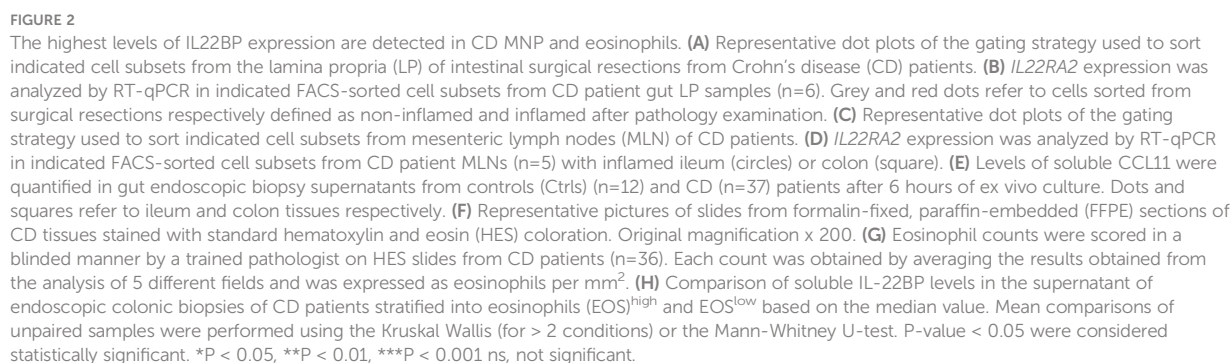 FIGURE 2
The highest levels of IL22BP expression are detected in CD MNP and eosinophils. (A) Representative dot plots of the gating strategy used to sort
indicated cell subsets from the lamina propria (LP) of intestinal surgical resections from Crohn's disease (CD) patients. (B) IL22RA2 expression was
analyzed by RT-qPCR in indicated FACS-sorted cell subsets from CD patient gut LP samples (n=6). Grey and red dots refer to cells sorted from
surgical resections respectively defined as non-inflamed and inflamed after pathology examination. (C) Representative dot plots of the gating
strategy used to sort indicated cell subsets from mesenteric lymph nodes (MLN) of CD patients. (D) IL22RA2 expression was analyzed by RT-qPCR
in indicated FACS-sorted cell subsets from CD patient MLNs (n=5) with inflamed ileum (circles) or colon (square). (E) Levels of soluble CCL11 were
quantified in gut endoscopic biopsy supernatants from controls (Ctrls) (n=12) and CD (n=37) patients after 6 hours of ex vivo culture. Dots and
squares refer to ileum and colon tissues respectively. (F) Representative pictures of slides from formalin-fixed, paraffin-embedded (FFPE) sections of
CD tissues stained with standard hematoxylin and eosin (HES) coloration. Original magnification x 200. (G) Eosinophil counts were scored in a
blinded manner by a trained pathologist on HES slides from CD patients (n=36). Each count was obtained by averaging the results obtained from
the analysis of 5 different fields and was expressed as eosinophils per mm². (H) Comparison of soluble IL-22BP levels in the supernatant of
endoscopic colonic biopsies of CD patients stratified into eosinophils (EOS)^high and EOS^low based on the median value. Mean comparisons of
unpaired samples were performed using the Kruskal Wallis (for > 2 conditions) or the Mann-Whitney U-test. P-value < 0.05 were considered
statistically significant. *P < 0.05, **P < 0.01, ***P < 0.001 ns, not significant.